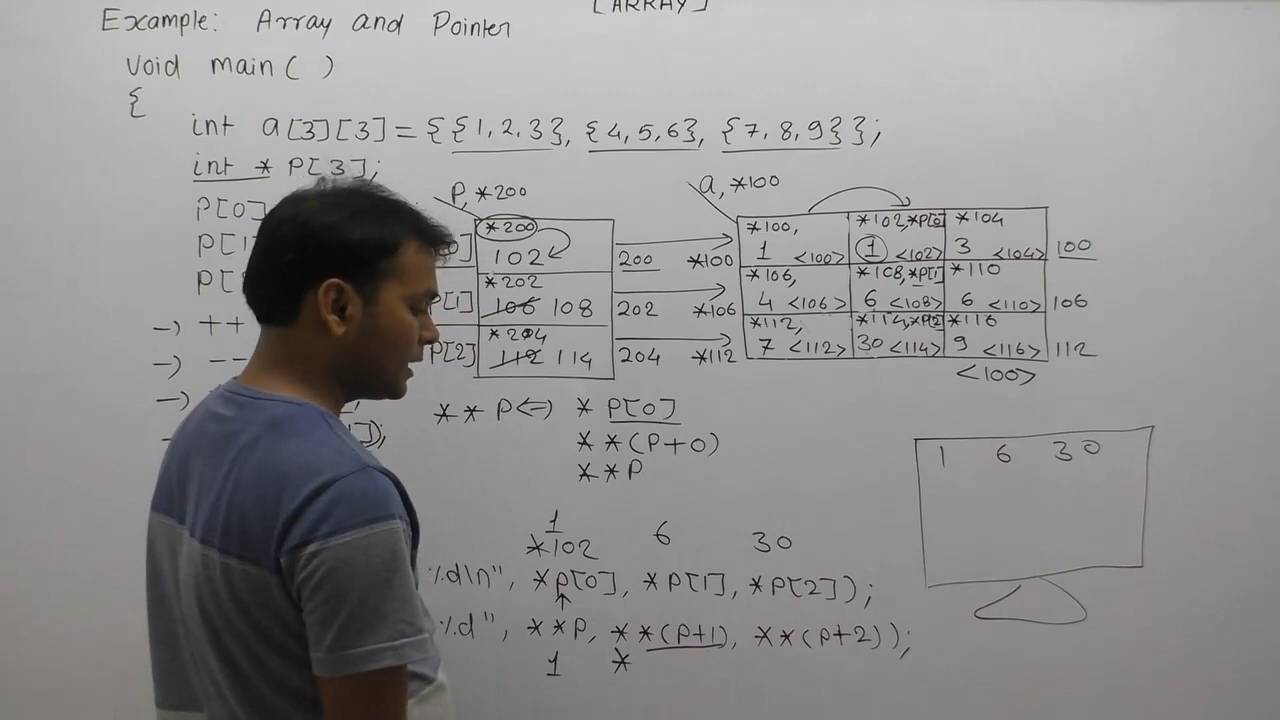 [ARRAY]
Example: Array and Pointer
void main( )
{
int a[3][3] = {{1,2,3}, {4,5,6}, {7,8,9}};
int * P[3];
P, *200
a, *100
P[0]
*200
102
200 *100
*100, 1 <100> *102,*P[0] 1 <102> *104 3 <104> 100
P[1]
*202
106 108
202 *106
*106, 4 <106> *108,*P[1] 6 <108> *110 6 <110> 106
P[2]
*204
112 114
204 *112
*112, 7 <112> *114,*P[2] 30 <114> *116 9 <116> 112
<100>
-) ++
-) --
-)
** P <=> * P[0]
**(P+0)
**P
1 6 30
1
*102 6 30
%d\n", *P[0], *P[1], *P[2]);
%d", **P, **(P+1), **(P+2));
1 *